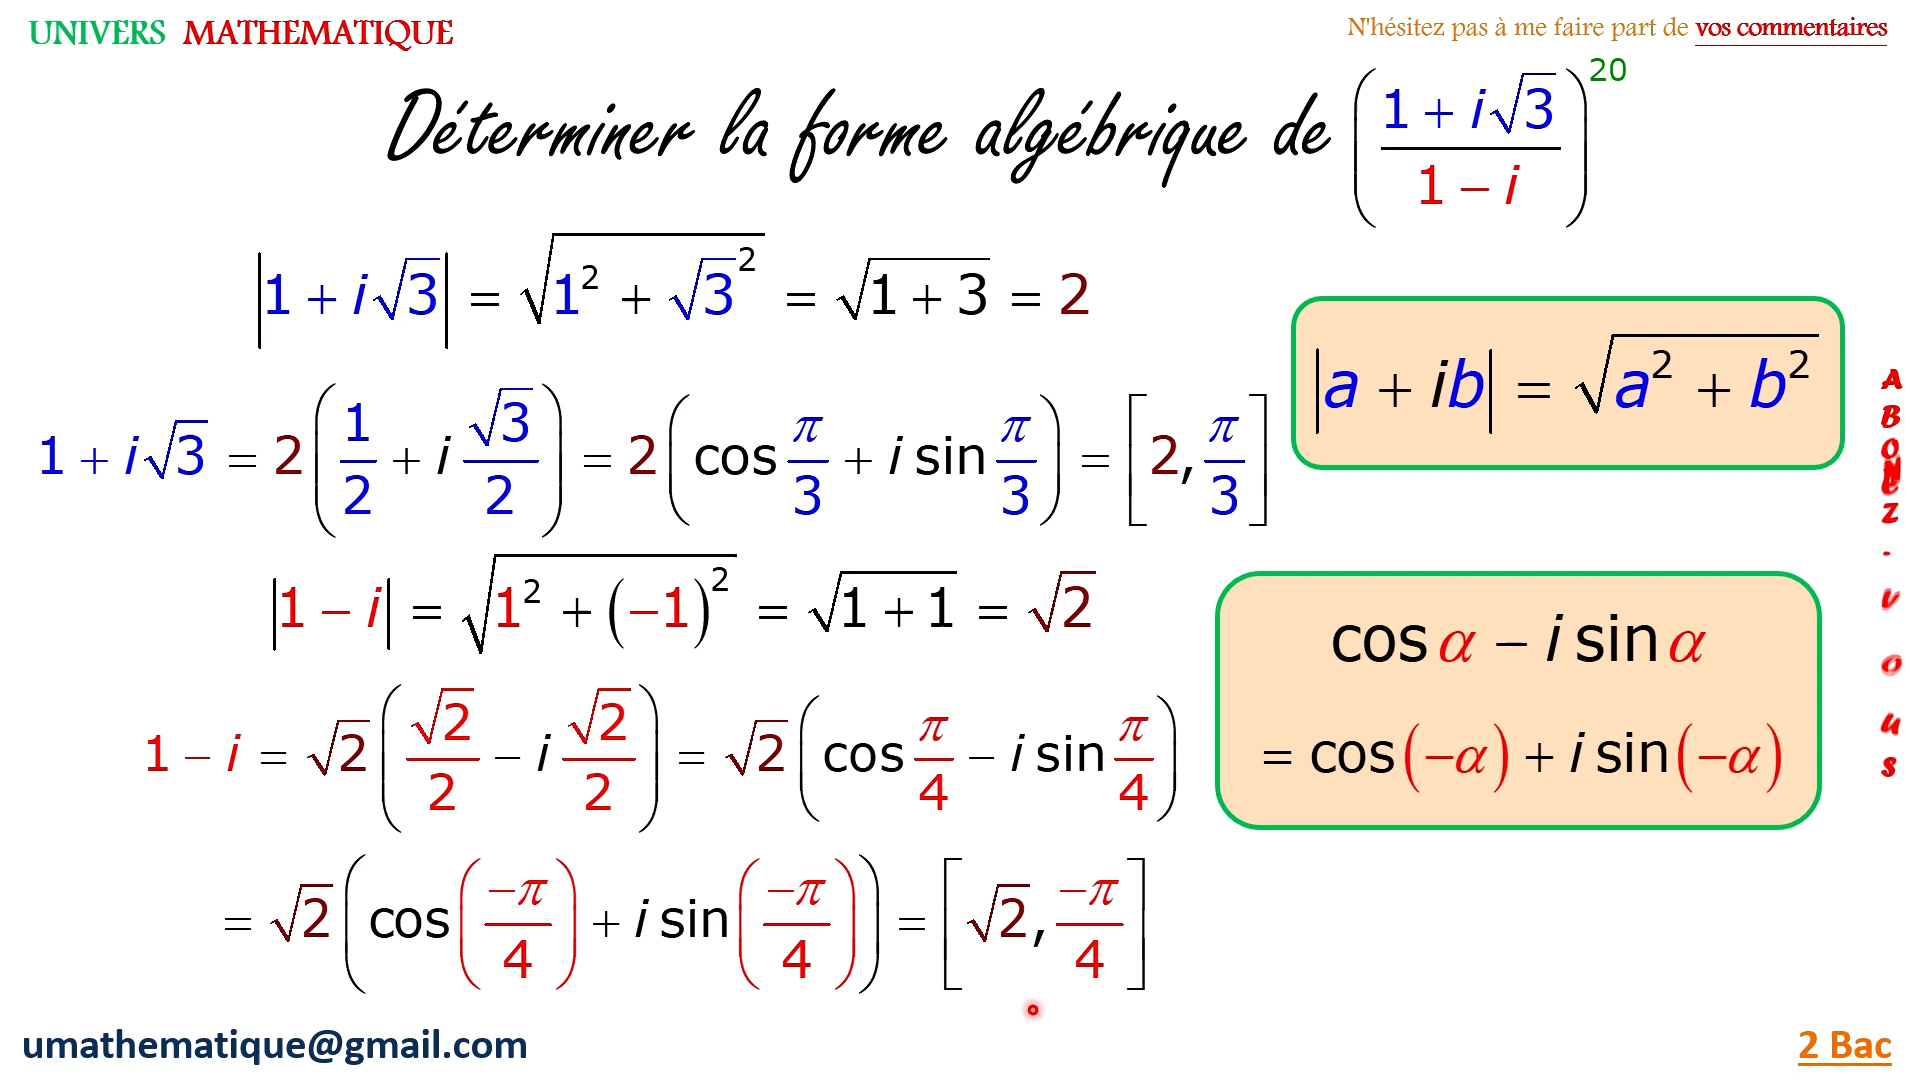 UNIVERS MATHEMATIQUE
N'hésitez pas à me faire part de vos commentaires
Déterminer la forme algébrique de ((1 + i√3)/(1 − i))^20
|1 + i√3| = √(1² + √3²) = √(1 + 3) = 2
|a + ib| = √(a² + b²)
1 + i√3 = 2(1/2 + i √3/2) = 2(cos π/3 + i sin π/3) = [2, π/3]
|1 − i| = √(1² + (−1)²) = √(1 + 1) = √2
cos α − i sin α
= cos(−α) + i sin(−α)
1 − i = √2(√2/2 − i √2/2) = √2(cos π/4 − i sin π/4)
= √2(cos(−π/4) + i sin(−π/4)) = [√2, −π/4]
ABONNEZ-vous
umathematique@gmail.com
2 Bac